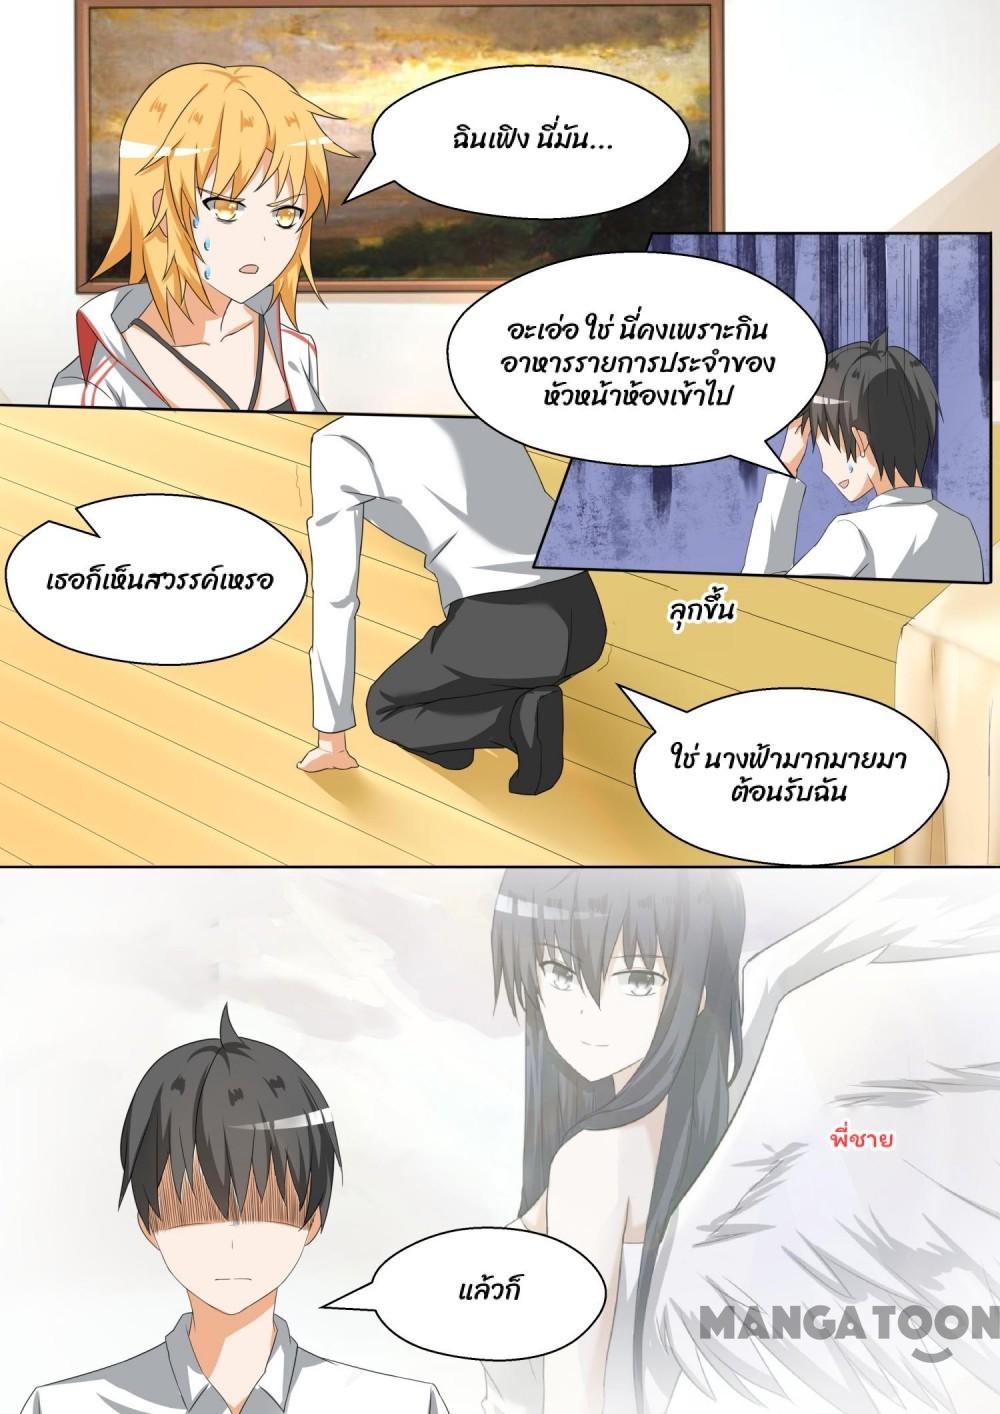 ฉินเฟิง นี่มัน...
อะเอ่อ ใช่ นี่คงเพราะกิน
อาหารรายการประจำของ
หัวหน้าห้องเข้าไป
เธอก็เห็นสวรรค์เหรอ
ลุกขึ้น
ใช่ นางฟ้ามากมายมา
ต้อนรับฉัน
พี่ชาย
แล้วก็
MANGATOON